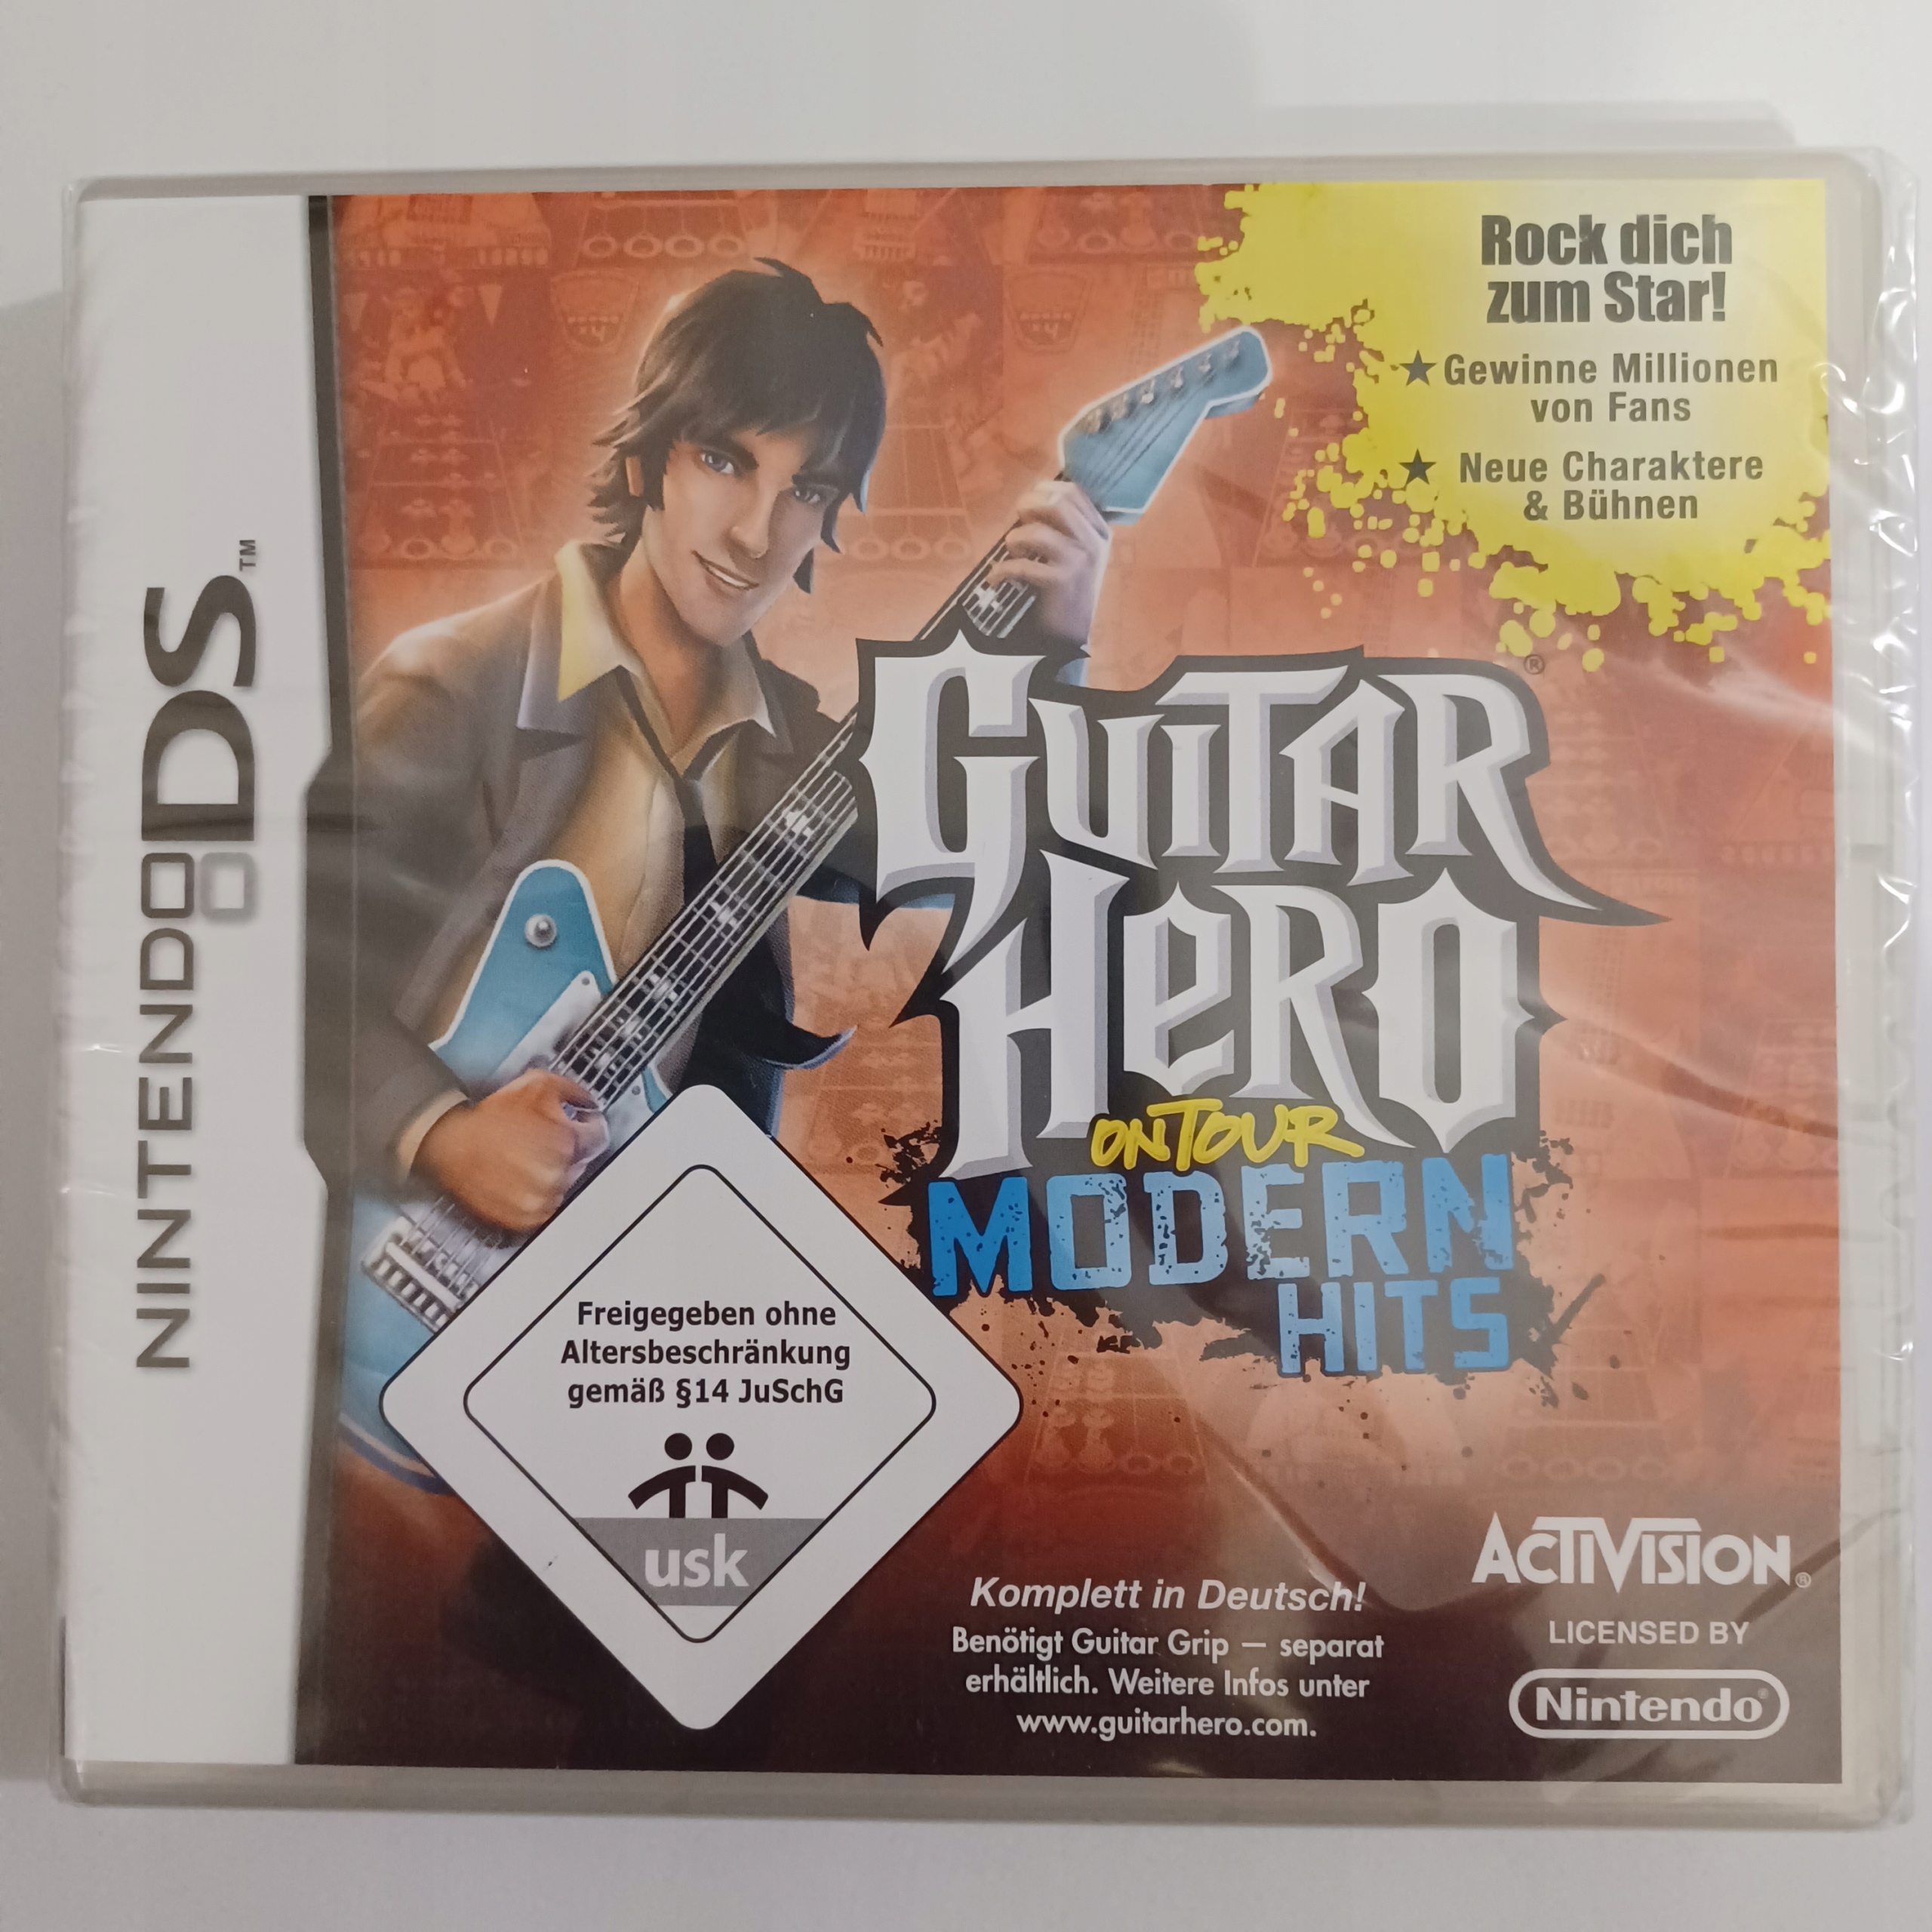 NINTENDODS™
Rock dich
zum Star!
★ Gewinne Millionen
von Fans
★ Neue Charaktere
& Bühnen
GUITAR®
HERO
ON TOUR
MODERN
HITS
Freigegeben ohne
Altersbeschränkung
gemäß §14 JuSchG
usk
Komplett in Deutsch!
Benötigt Guitar Grip – separat
erhältlich. Weitere Infos unter
www.guitarhero.com.
ACTIVISION®
LICENSED BY
Nintendo®